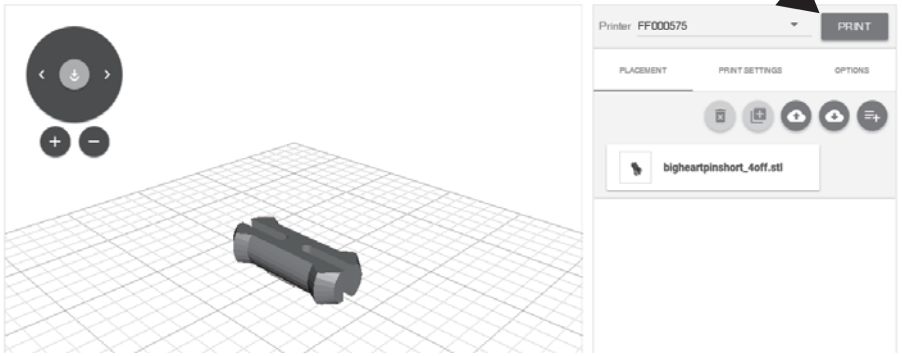 Printer FF000575
PRINT
PLACEMENT PRINT SETTINGS OPTIONS
bigheartpinshort_4off.stl